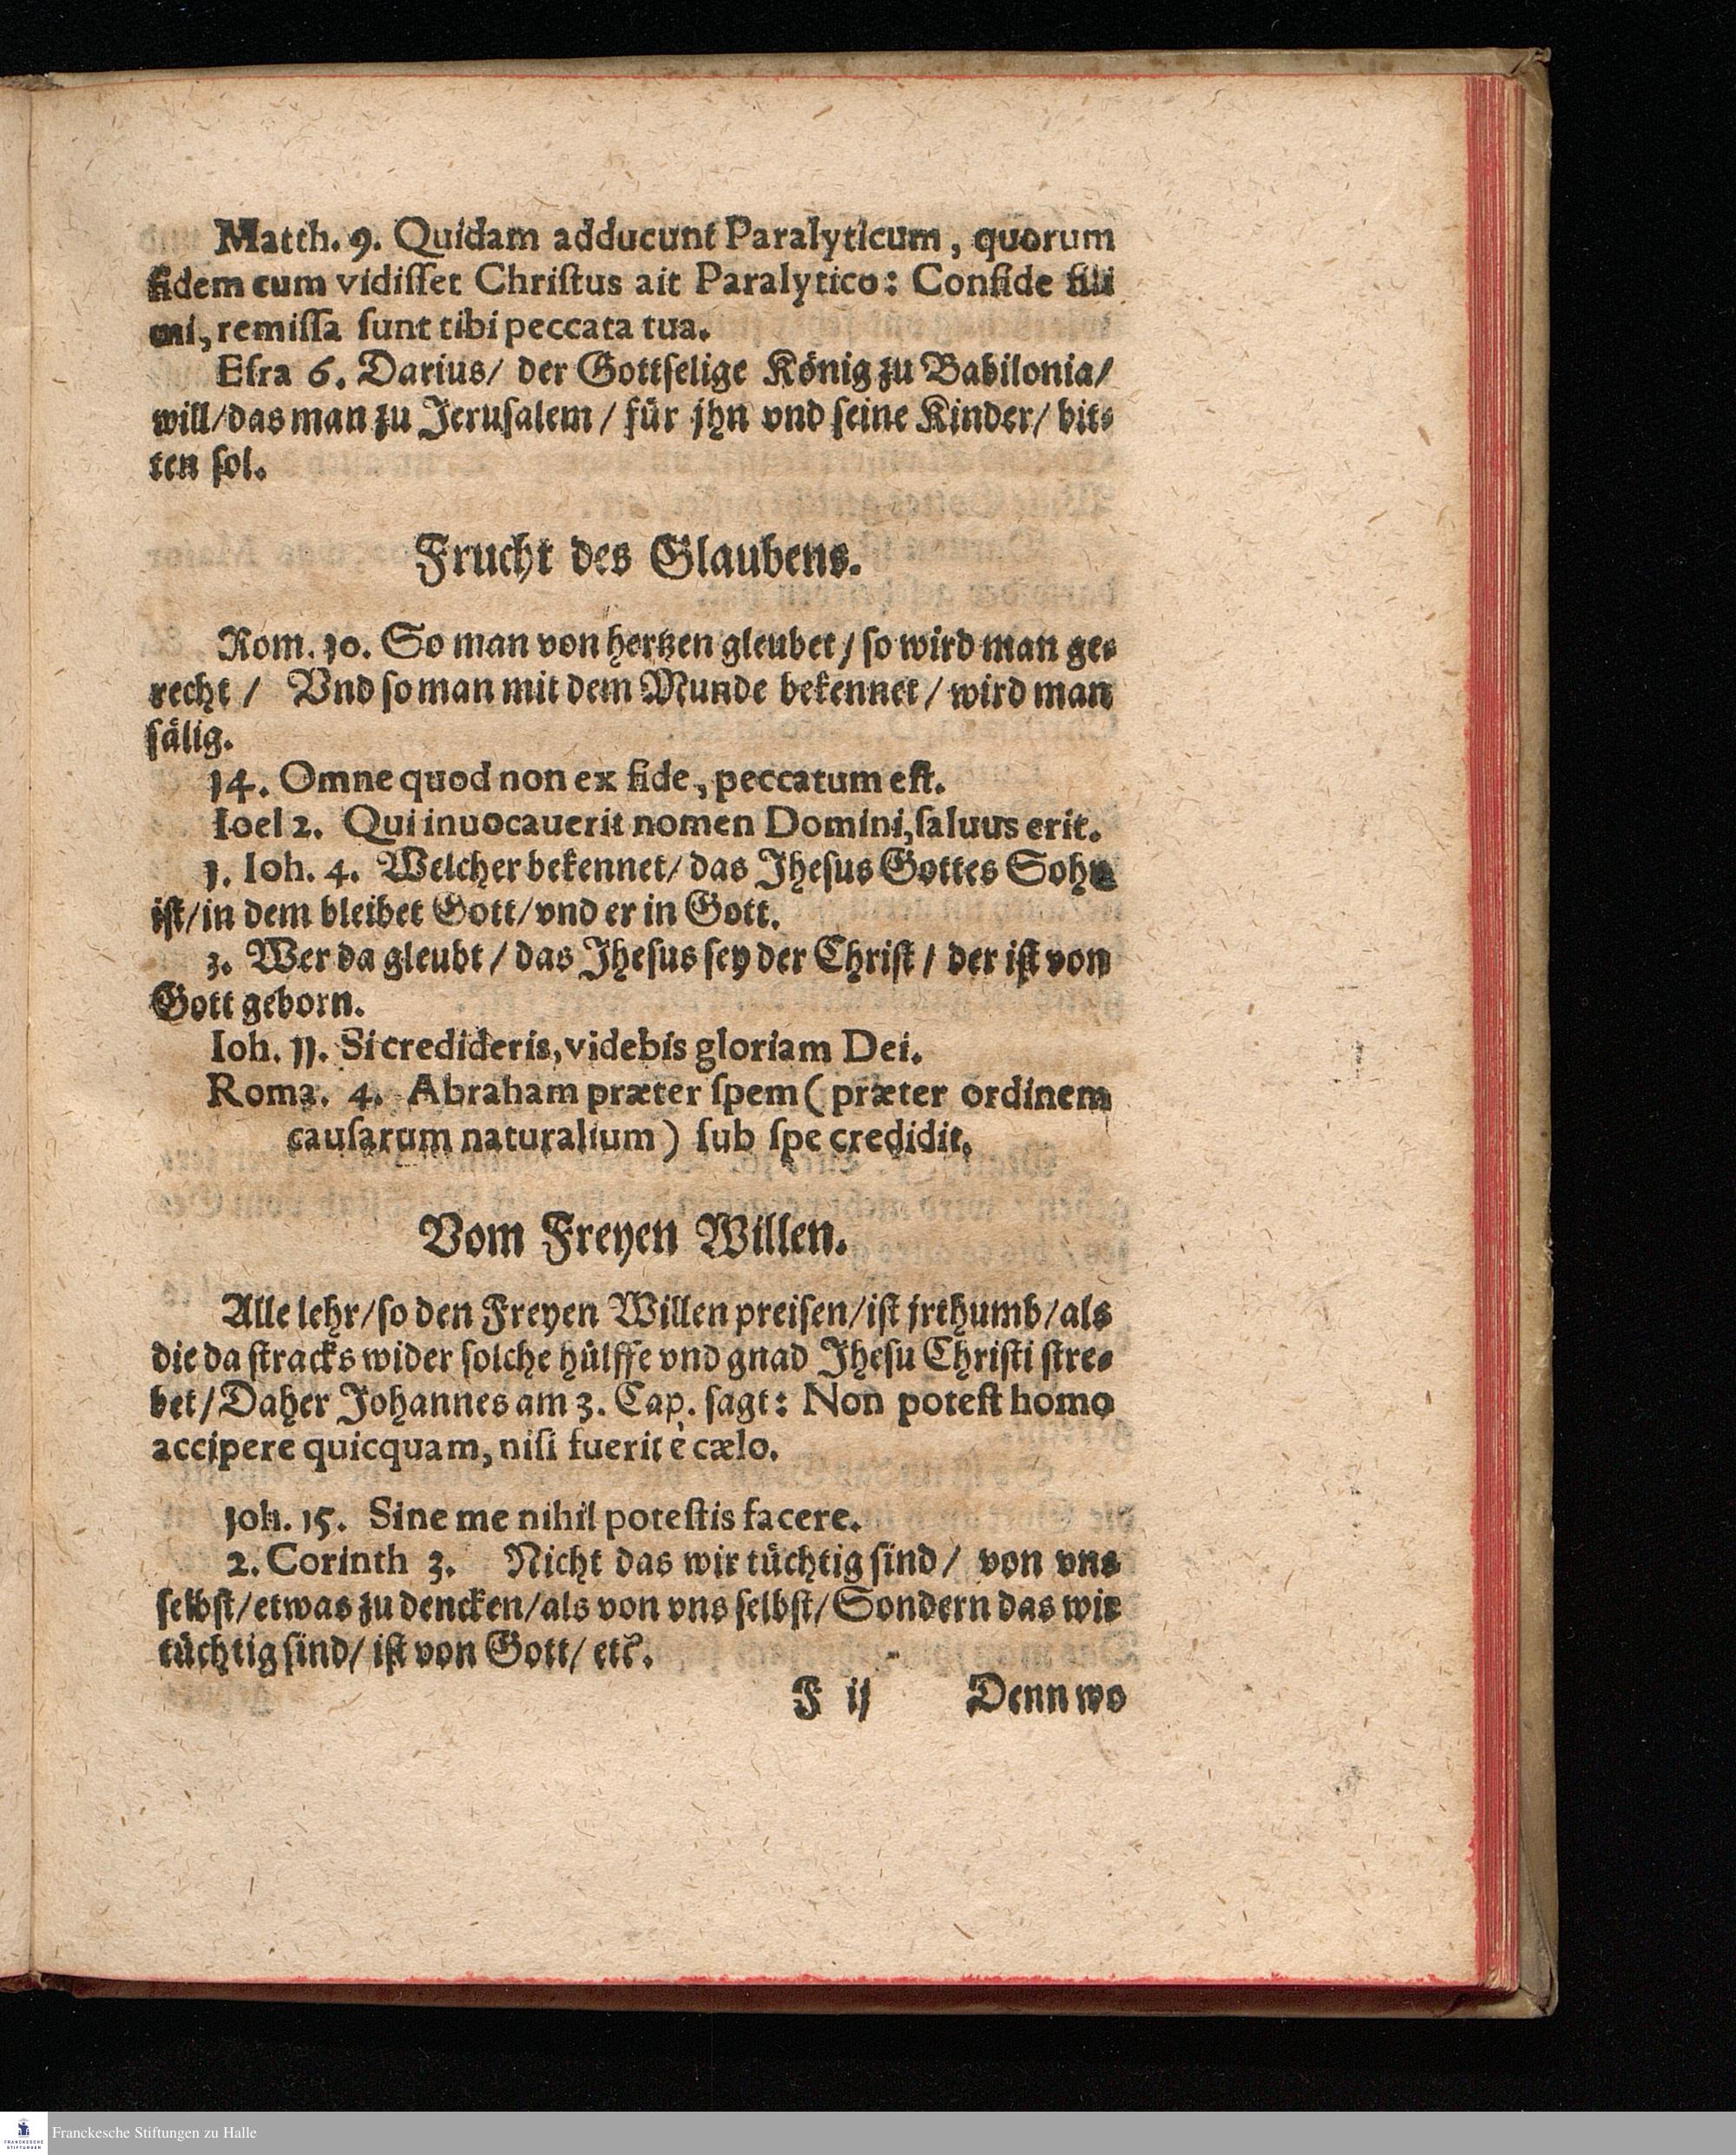 Matth. 9. Quidam adducunt Paralyticum, quorum
fidem cum vidiſſet Chriſtus ait Paralytico: Confide fili
mi, remiſſa ſunt tibi peccata tua.
Eſra 6. Darius/ der Gottſelige König zu Babilonia/
will/das man zu Jeruſalem / für jhn vnd ſeine Kinder/ bit⸗
ten ſol.
Frucht des Glaubens.
Rom. 10. So man von hertzen gleubet / ſo wird man ge⸗
recht / Vnd ſo man mit dem Munde bekennet / wird man
ſälig.
14. Omne quod non ex fide, peccatum eſt.
Ioel 2. Qui inuocauerit nomen Domini, ſaluus erit.
1. Ioh. 4. Welcher bekennet/ das Jheſus Gottes Sohn
iſt/in dem bleibet Gott/vnd er in Gott.
3. Wer da gleubt / das Jheſus ſey der Chriſt / der iſt von
Gott geborn.
Ioh. 11. Si credideris, videbis gloriam Dei.
Roma. 4. Abraham præter ſpem ( præter ordinem
cauſarum naturalium ) ſub ſpe credidit.
Vom Freyen Willen.
Alle lehr/ſo den Freyen Willen preiſen/iſt jrthumb/als
die da ſtracks wider ſolche hülffe vnd gnad Jheſu Chriſti ſtre⸗
bet/Daher Johannes am 3. Cap. ſagt: Non poteſt homo
accipere quicquam, niſi fuerit è cælo.
Joh. 15. Sine me nihil poteſtis facere.
2. Corinth 3. Nicht das wir tüchtig ſind/ von vns
ſelbſt/etwas zu dencken/als von vns ſelbſt/Sondern das wir
tüchtig ſind/ iſt von Gott/ etc.
F ij Denn wo
FRANCKESCHE STIFTUNGEN
Franckesche Stiftungen zu Halle